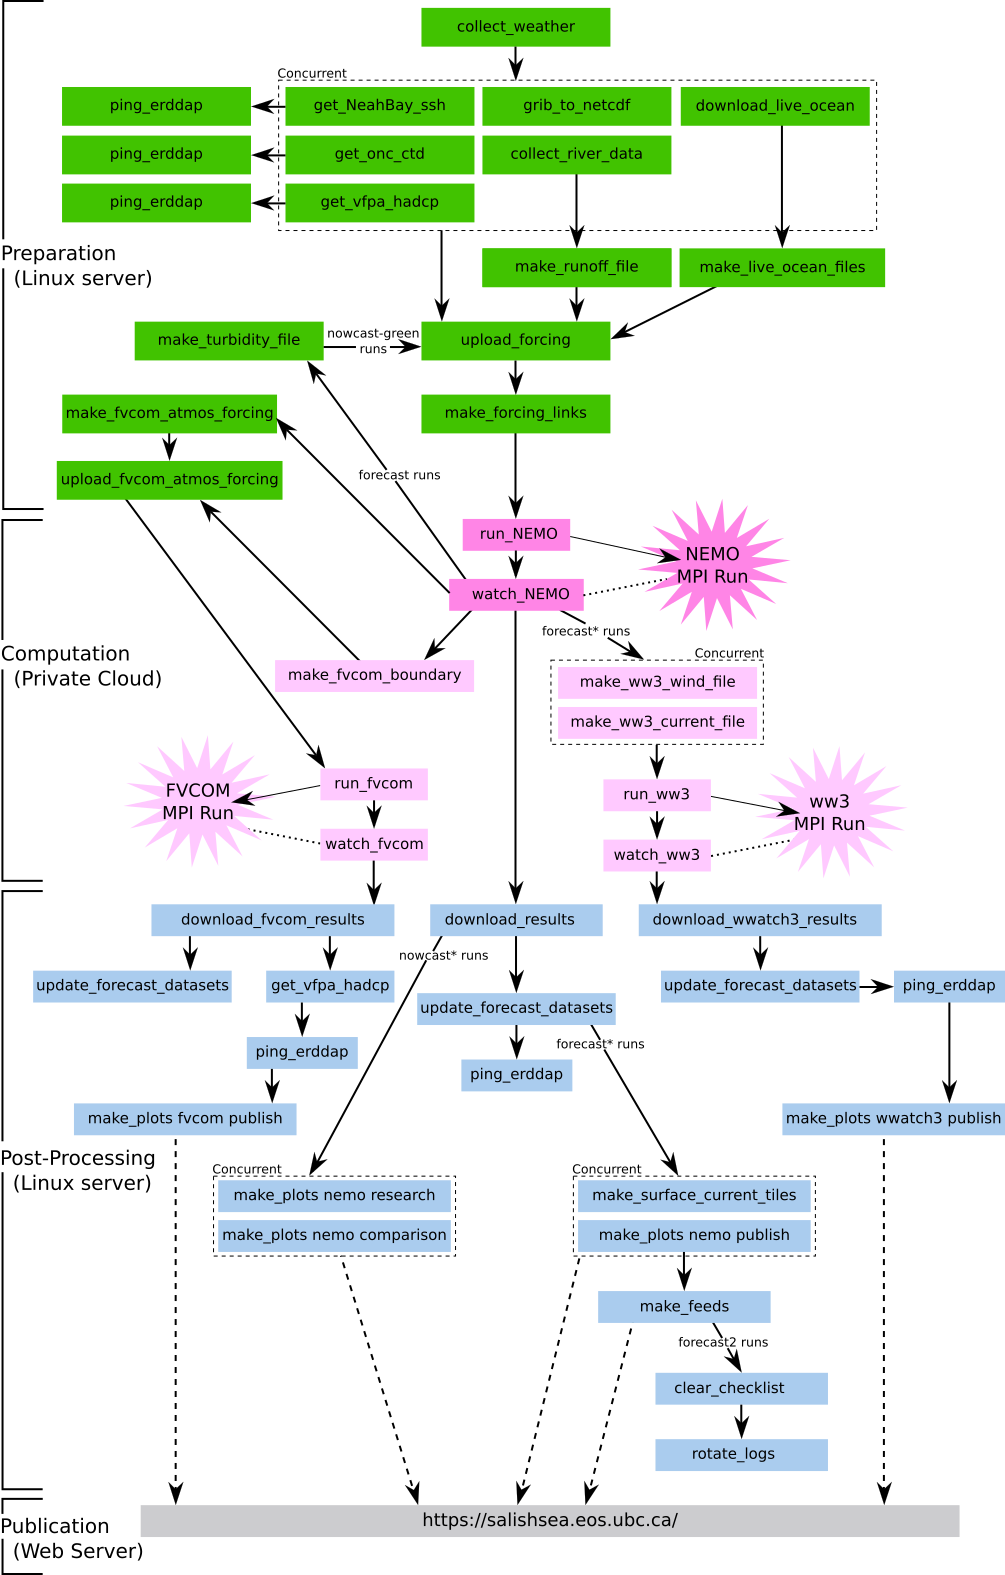 collect_weather
Concurrent
ping_erddap
get_NeahBay_ssh
grib_to_netcdf
download_live_ocean
ping_erddap
get_onc_ctd
collect_river_data
ping_erddap
get_vfpa_hadcp
Preparation
(Linux server)
make_runoff_file
make_live_ocean_files
make_turbidity_file
nowcast-green
runs
upload_forcing
make_fvcom_atmos_forcing
make_forcing_links
upload_fvcom_atmos_forcing
forecast runs
run_NEMO
NEMO
MPI Run
watch_NEMO
forecast* runs
Computation
(Private Cloud)
Concurrent
make_fvcom_boundary
make_ww3_wind_file
make_ww3_current_file
run_fvcom
FVCOM
MPI Run
run_ww3
ww3
MPI Run
watch_fvcom
watch_ww3
download_fvcom_results
download_results
download_wwatch3_results
nowcast* runs
update_forecast_datasets
get_vfpa_hadcp
update_forecast_datasets
ping_erddap
update_forecast_datasets
forecast* runs
ping_erddap
ping_erddap
make_plots fvcom publish
make_plots wwatch3 publish
Post-Processing
(Linux server)
Concurrent
make_plots nemo research
make_plots nemo comparison
Concurrent
make_surface_current_tiles
make_plots nemo publish
make_feeds
forecast2 runs
clear_checklist
rotate_logs
Publication
(Web Server)
https://salishsea.eos.ubc.ca/